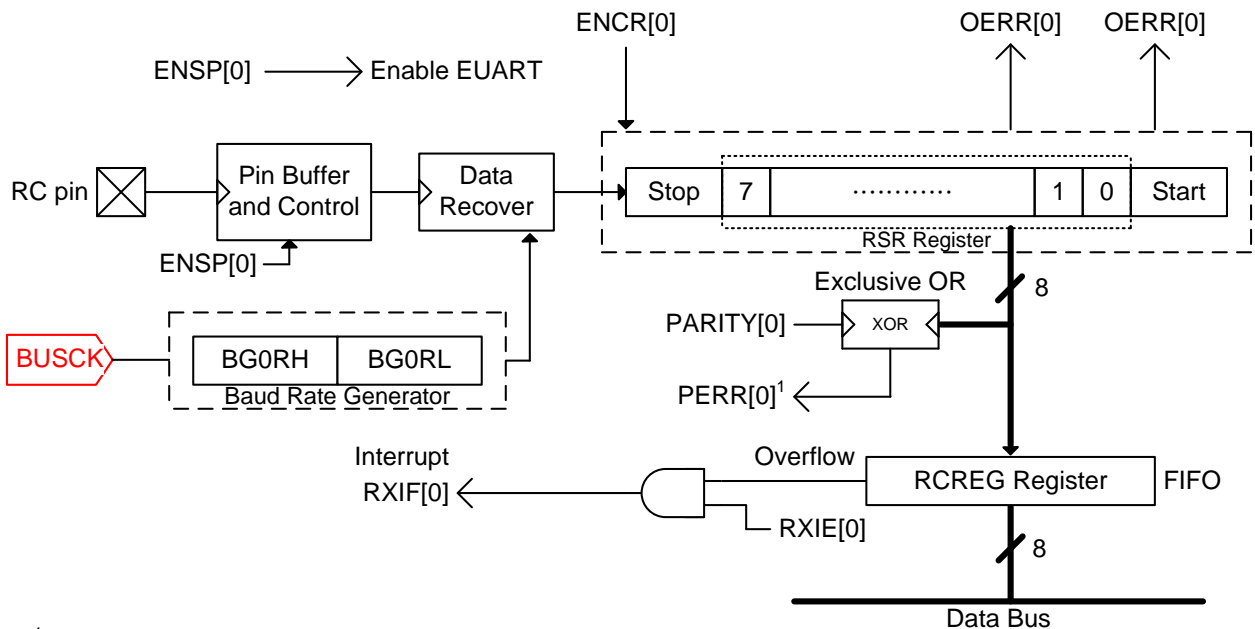 ENCR[0]
OERR[0]
OERR[0]
ENSP[0]
Enable EUART
RC pin
Pin Buffer
and Control
Data
Recover
Stop
7
............
1
0
Start
RSR Register
ENSP[0]
8
Exclusive OR
PARITY[0]
XOR
BUSCK
BG0RH
BG0RL
Baud Rate Generator
PERR[0]¹
Interrupt
RXIF[0]
Overflow
RCREG Register
FIFO
RXIE[0]
8
Data Bus